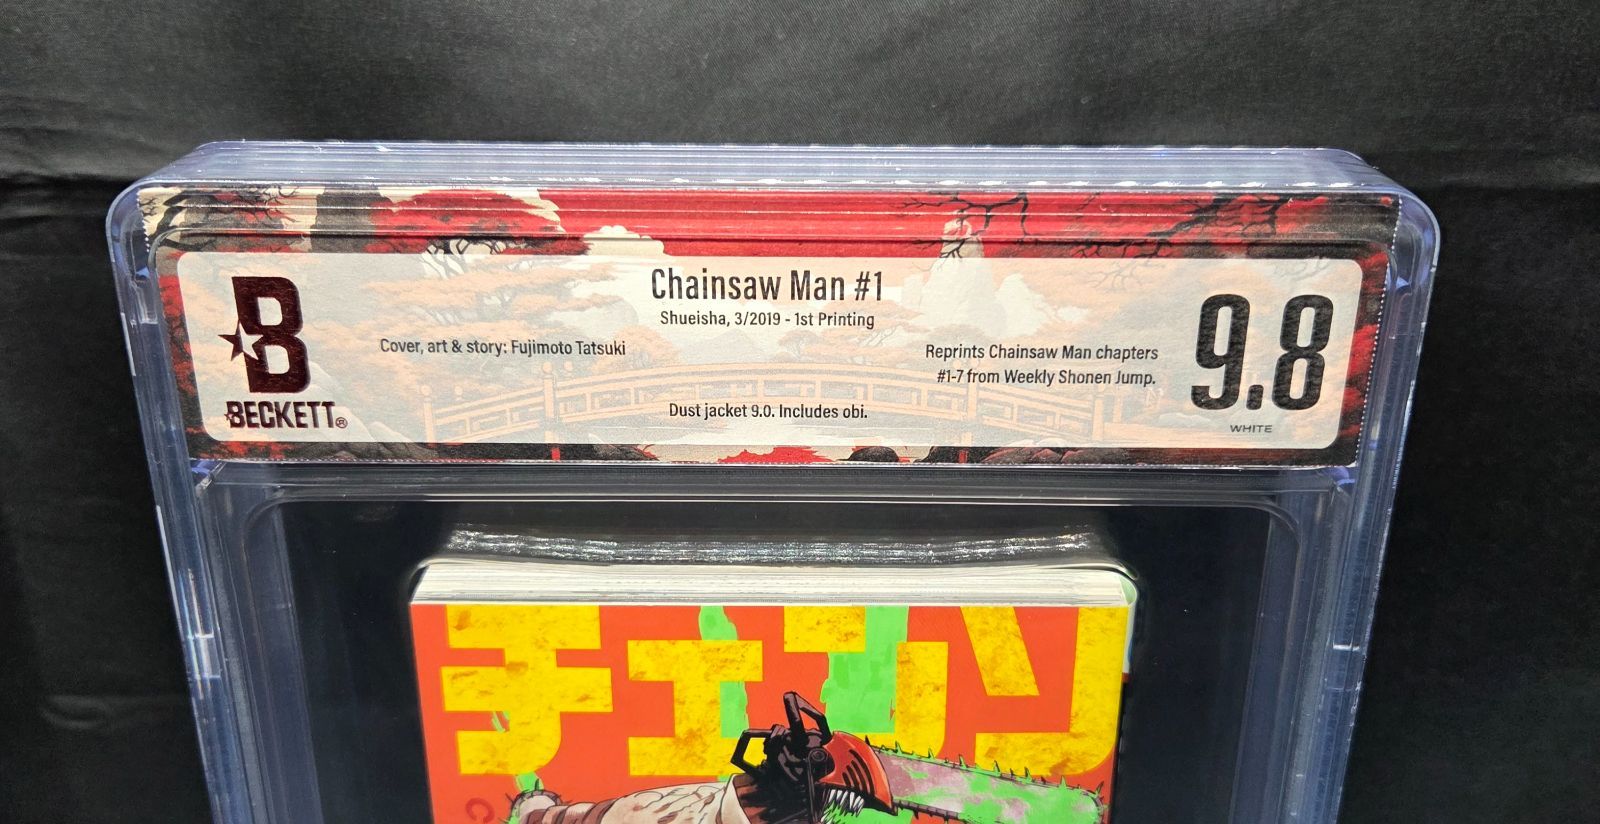 Chainsaw Man #1
Shueisha, 3/2019 - 1st Printing
Cover, art & story: Fujimoto Tatsuki
Reprints Chainsaw Man chapters
#1-7 from Weekly Shonen Jump.
Dust jacket 9.0. Includes obi.
B
BECKETT®
9.8
WHITE
チェンソ